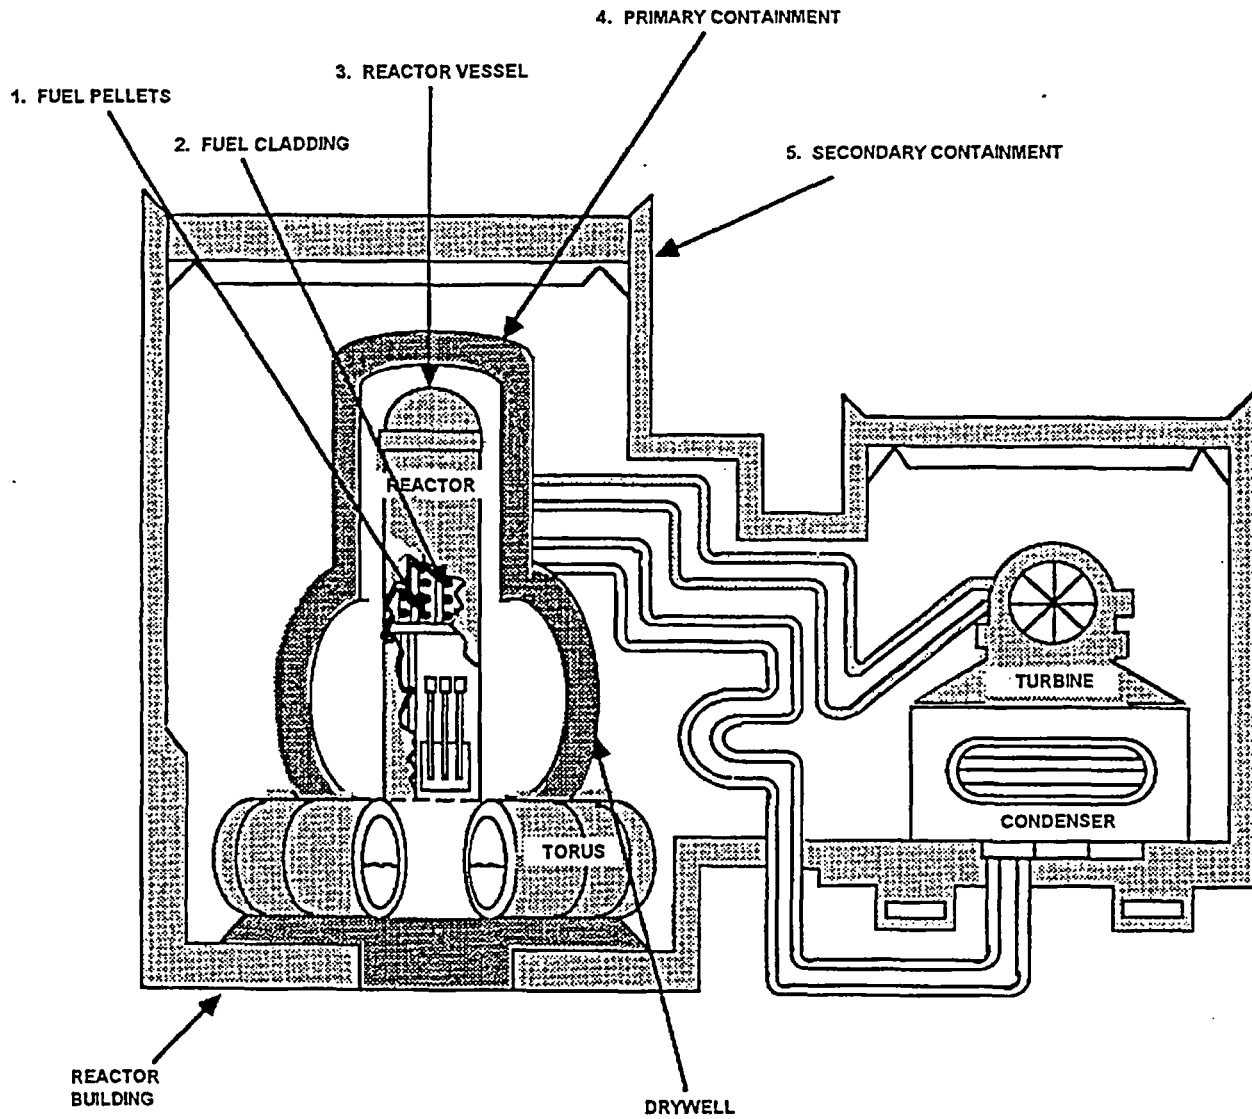 4. PRIMARY CONTAINMENT
3. REACTOR VESSEL
1. FUEL PELLETS
2. FUEL CLADDING
5. SECONDARY CONTAINMENT
REACTOR
TURBINE
CONDENSER
TORUS
REACTOR
BUILDING
DRYWELL